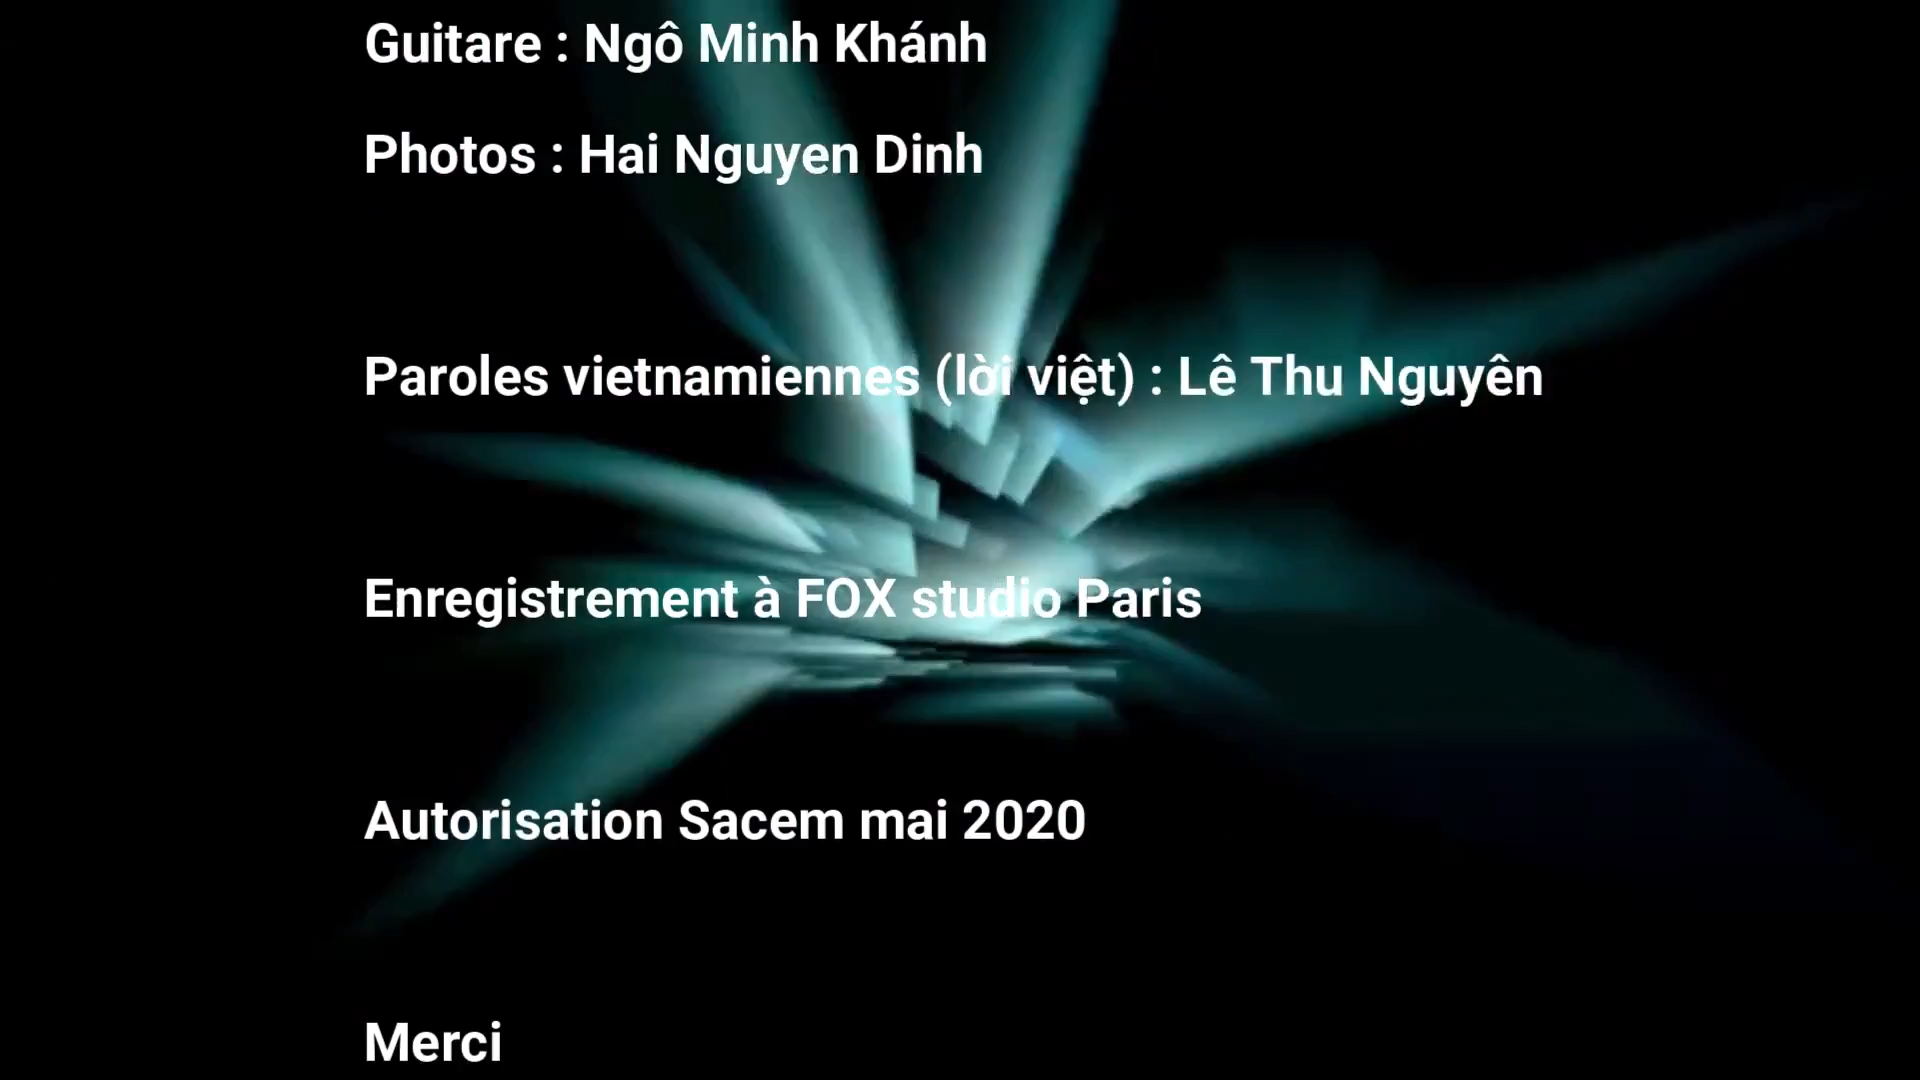 Guitare : Ngô Minh Khánh
Photos : Hai Nguyen Dinh
Paroles vietnamiennes (lời việt) : Lê Thu Nguyên
Enregistrement à FOX studio Paris
Autorisation Sacem mai 2020
Merci